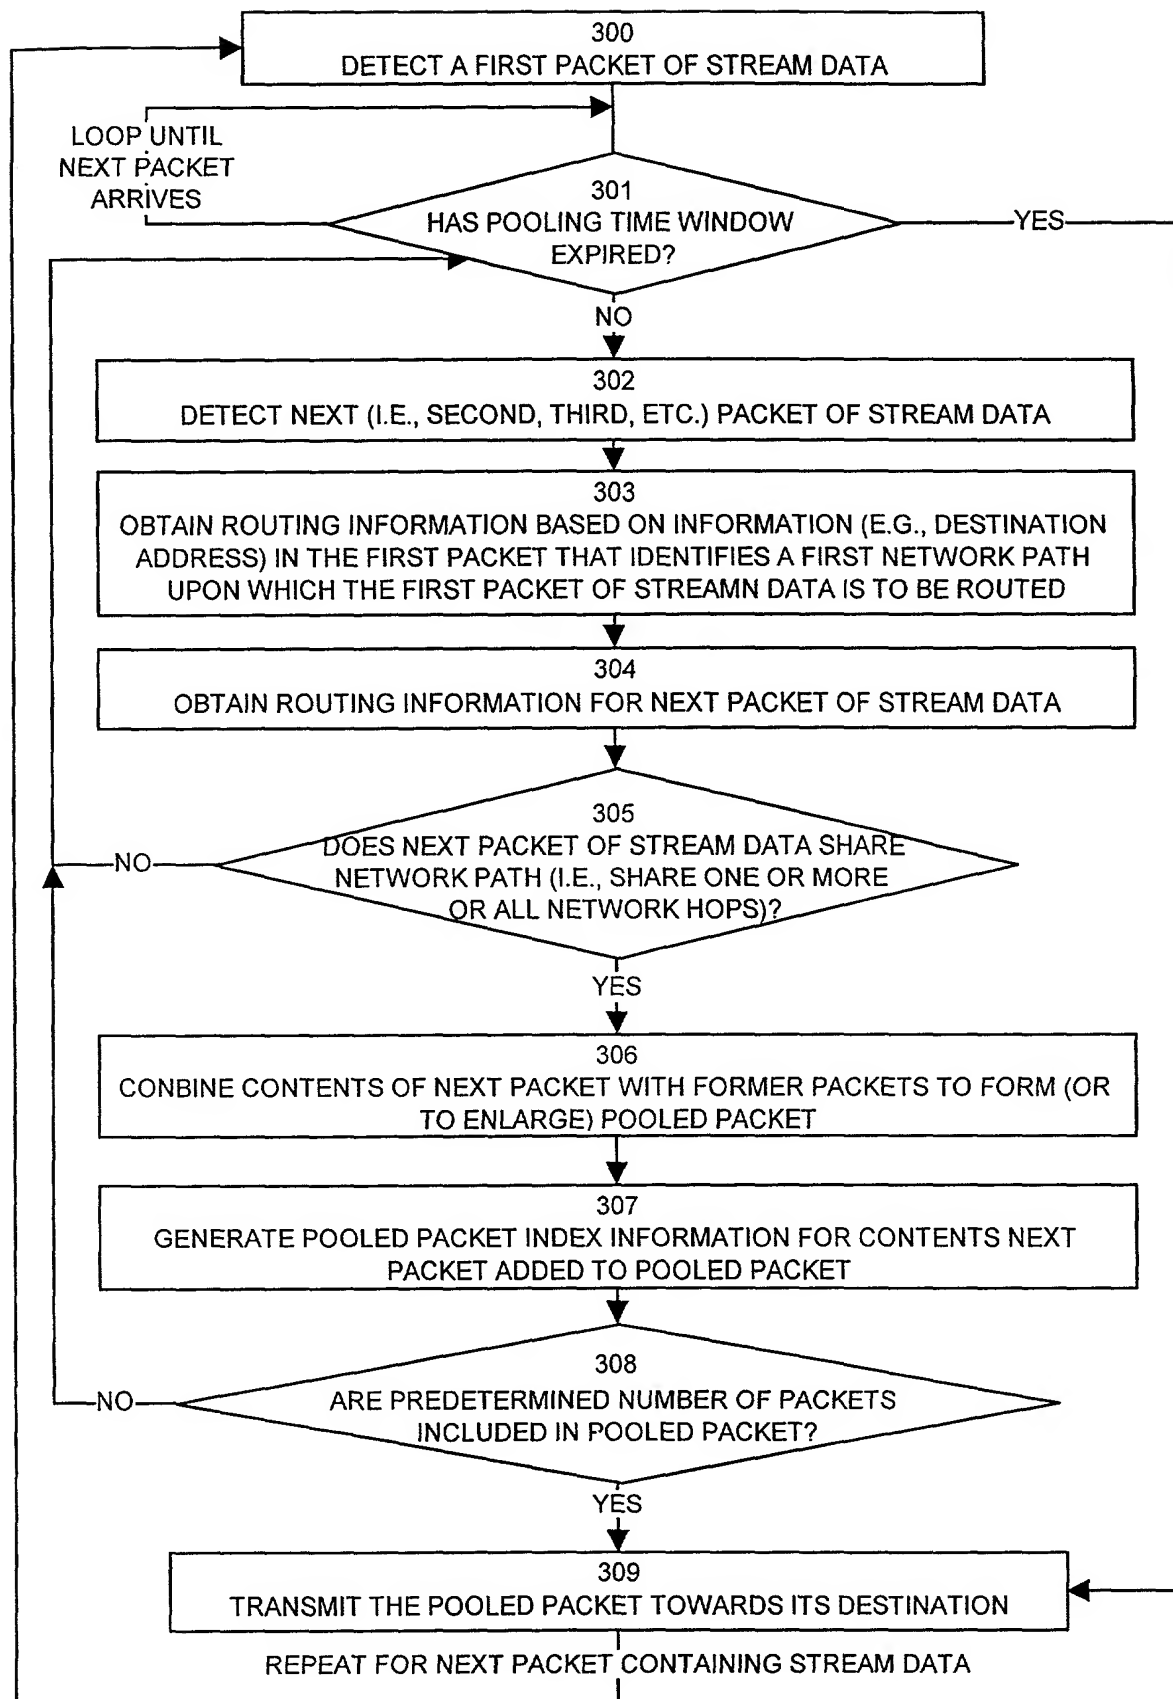 300
DETECT A FIRST PACKET OF STREAM DATA
LOOP UNTIL
NEXT PACKET
ARRIVES
301
HAS POOLING TIME WINDOW
EXPIRED?
YES
NO
302
DETECT NEXT (I.E., SECOND, THIRD, ETC.) PACKET OF STREAM DATA
303
OBTAIN ROUTING INFORMATION BASED ON INFORMATION (E.G., DESTINATION
ADDRESS) IN THE FIRST PACKET THAT IDENTIFIES A FIRST NETWORK PATH
UPON WHICH THE FIRST PACKET OF STREAMN DATA IS TO BE ROUTED
304
OBTAIN ROUTING INFORMATION FOR NEXT PACKET OF STREAM DATA
305
DOES NEXT PACKET OF STREAM DATA SHARE
NETWORK PATH (I.E., SHARE ONE OR MORE
OR ALL NETWORK HOPS)?
NO
YES
306
CONBINE CONTENTS OF NEXT PACKET WITH FORMER PACKETS TO FORM (OR
TO ENLARGE) POOLED PACKET
307
GENERATE POOLED PACKET INDEX INFORMATION FOR CONTENTS NEXT
PACKET ADDED TO POOLED PACKET
308
ARE PREDETERMINED NUMBER OF PACKETS
INCLUDED IN POOLED PACKET?
NO
YES
309
TRANSMIT THE POOLED PACKET TOWARDS ITS DESTINATION
REPEAT FOR NEXT PACKET CONTAINING STREAM DATA